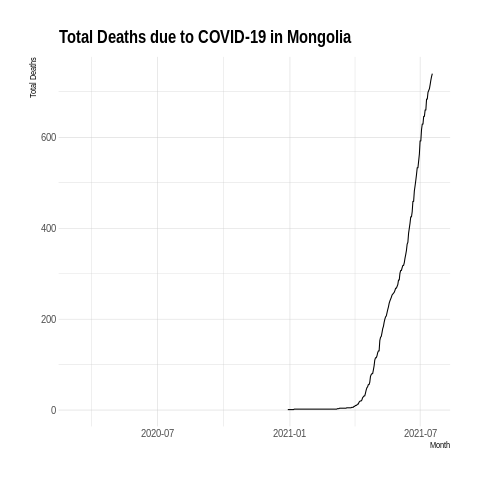 Total Deaths due to COVID-19 in Mongolia
Total Deaths
600
400
200
0
2020-07
2021-01
2021-07
Month